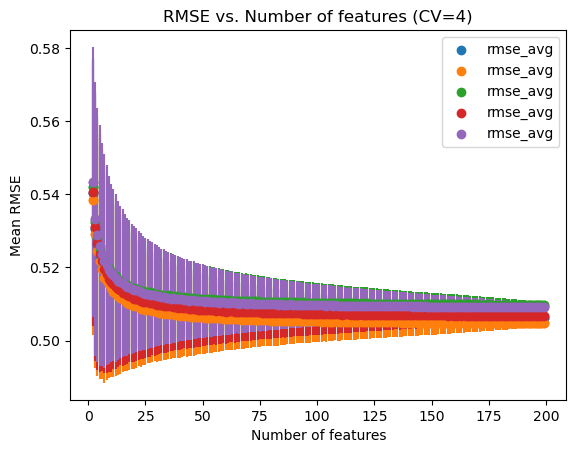 RMSE vs. Number of features (CV=4)
rmse_avg
rmse_avg
rmse_avg
rmse_avg
rmse_avg
0.58
0.56
0.54
0.52
0.50
Mean RMSE
0
25
50
75
100
125
150
175
200
Number of features